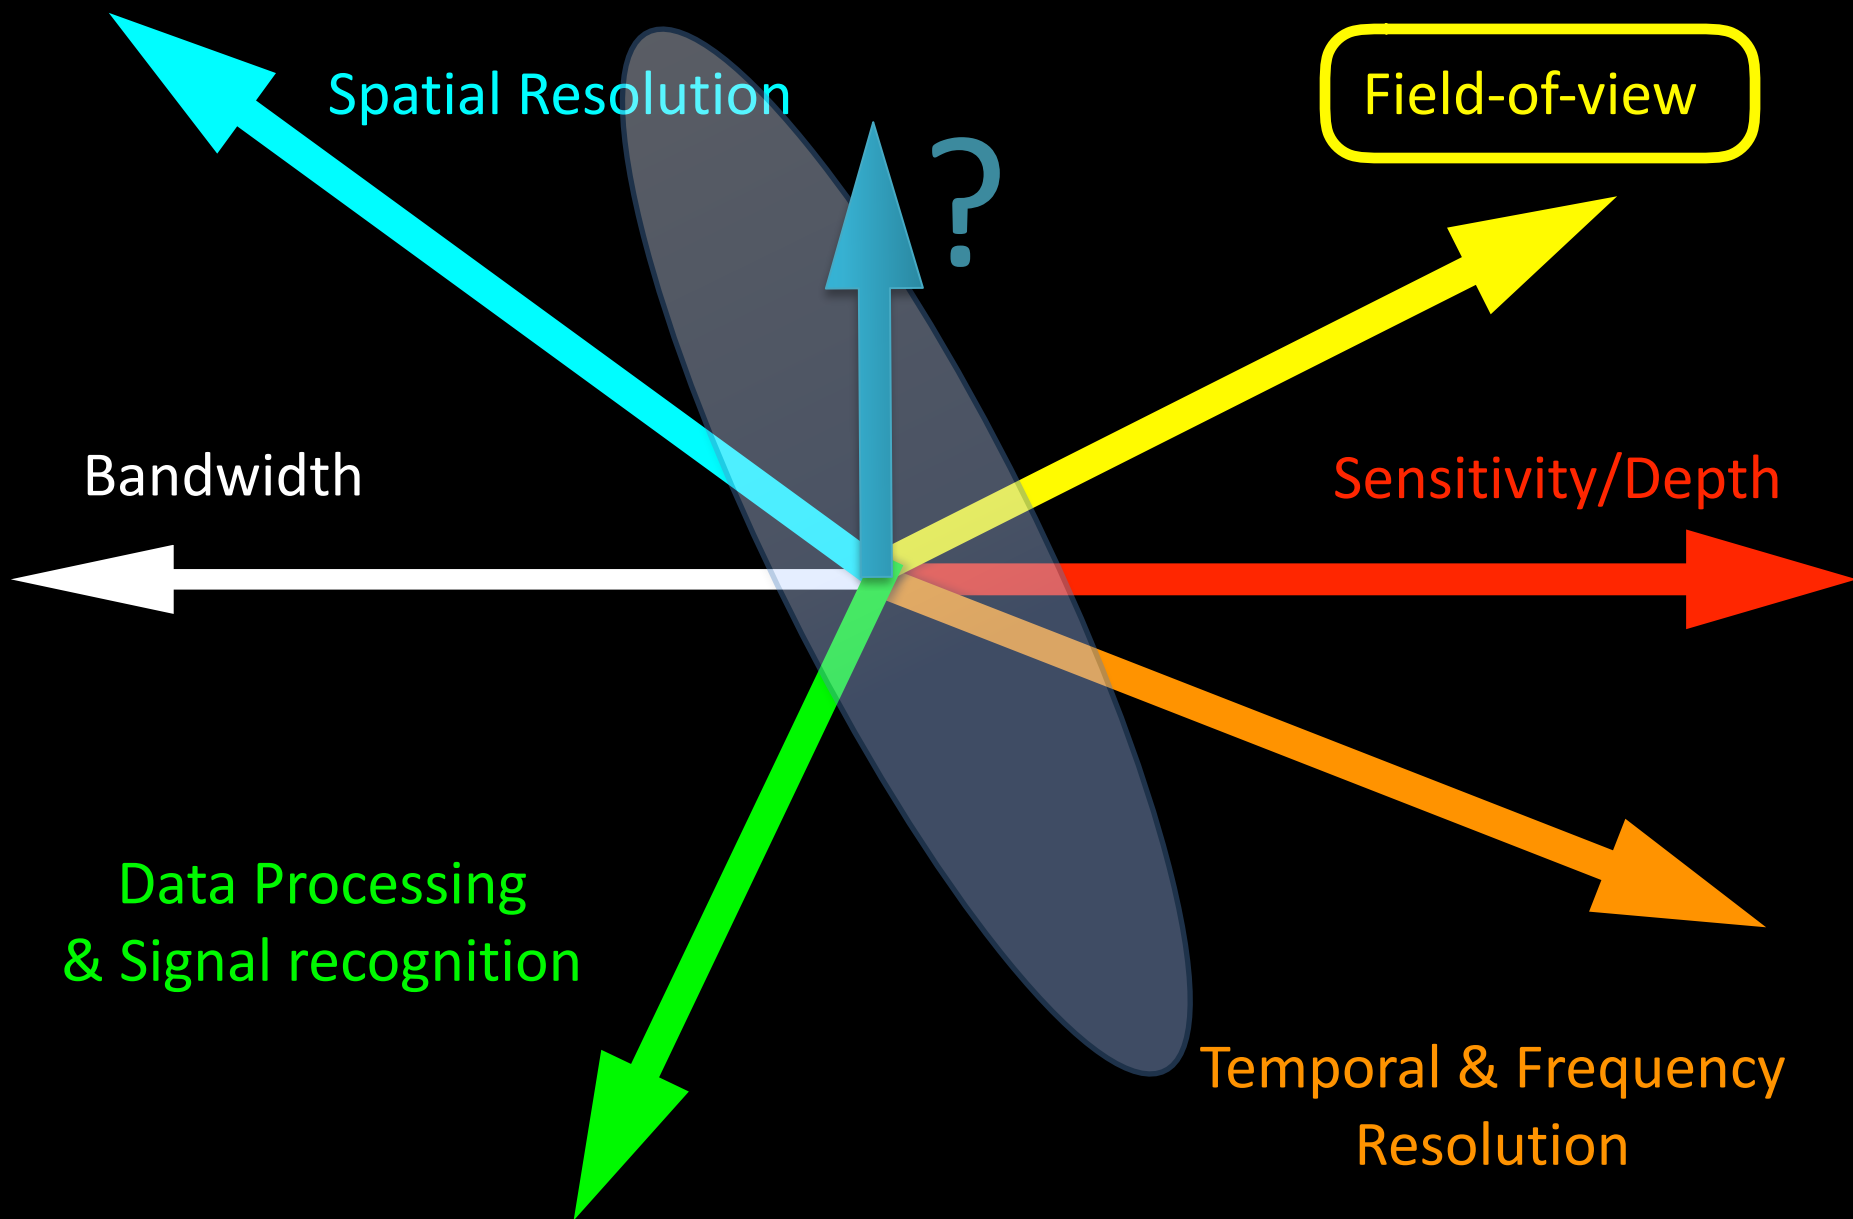 Spatial Resolution
Field-of-view
?
Bandwidth
Sensitivity/Depth
Data Processing
& Signal recognition
Temporal & Frequency
Resolution